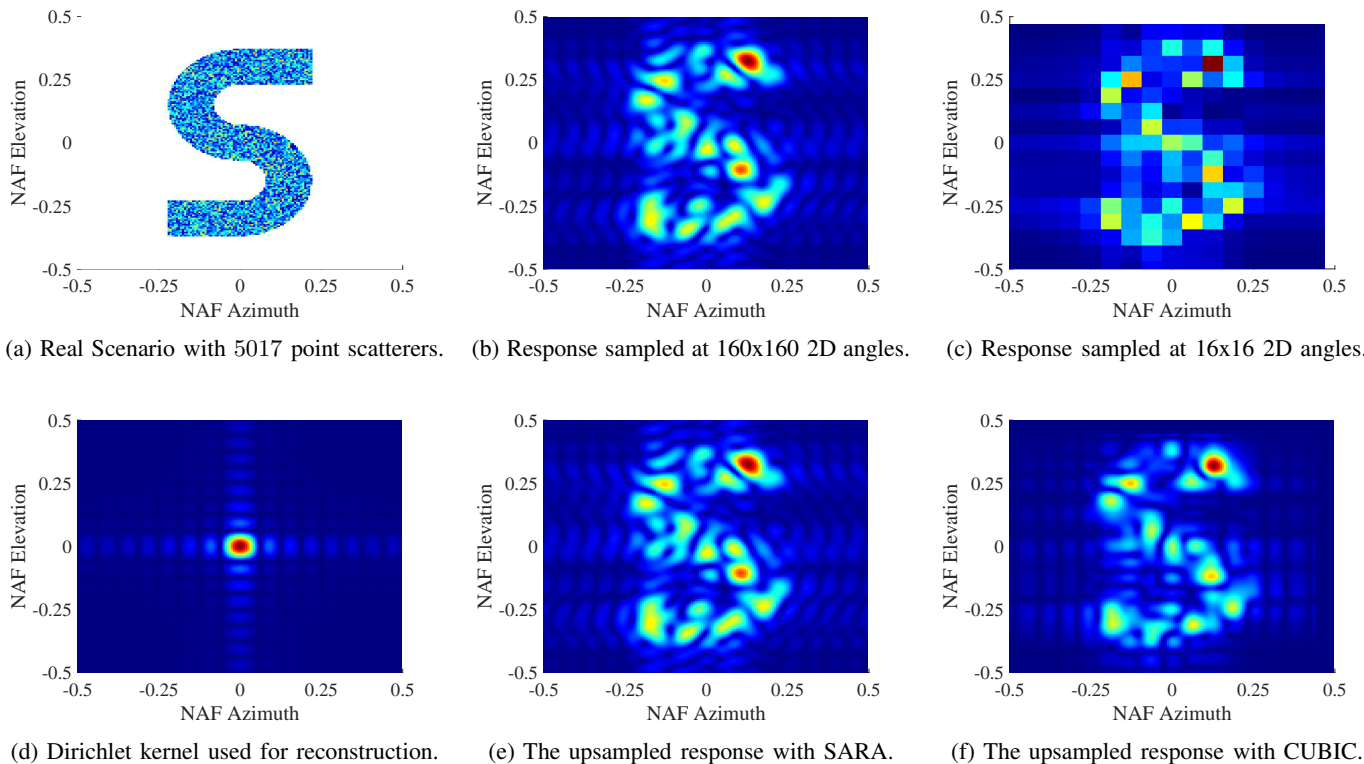 0.5
0.25
0
-0.25
-0.5
-0.5 -0.25 0 0.25 0.5
NAF Elevation
NAF Azimuth
(a) Real Scenario with 5017 point scatterers.
0.5
0.25
0
-0.25
-0.5
-0.5 -0.25 0 0.25 0.5
NAF Elevation
NAF Azimuth
(b) Response sampled at 160x160 2D angles.
0.5
0.25
0
-0.25
-0.5
-0.5 -0.25 0 0.25
NAF Elevation
NAF Azimuth
(c) Response sampled at 16x16 2D angles.
0.5
0.25
0
-0.25
-0.5
-0.5 -0.25 0 0.25 0.5
NAF Elevation
NAF Azimuth
(d) Dirichlet kernel used for reconstruction.
0.5
0.25
0
-0.25
-0.5
-0.5 -0.25 0 0.25 0.5
NAF Elevation
NAF Azimuth
(e) The upsampled response with SARA.
0.5
0.25
0
-0.25
-0.5
-0.5 -0.25 0 0.25 0.5
NAF Elevation
NAF Azimuth
(f) The upsampled response with CUBIC.